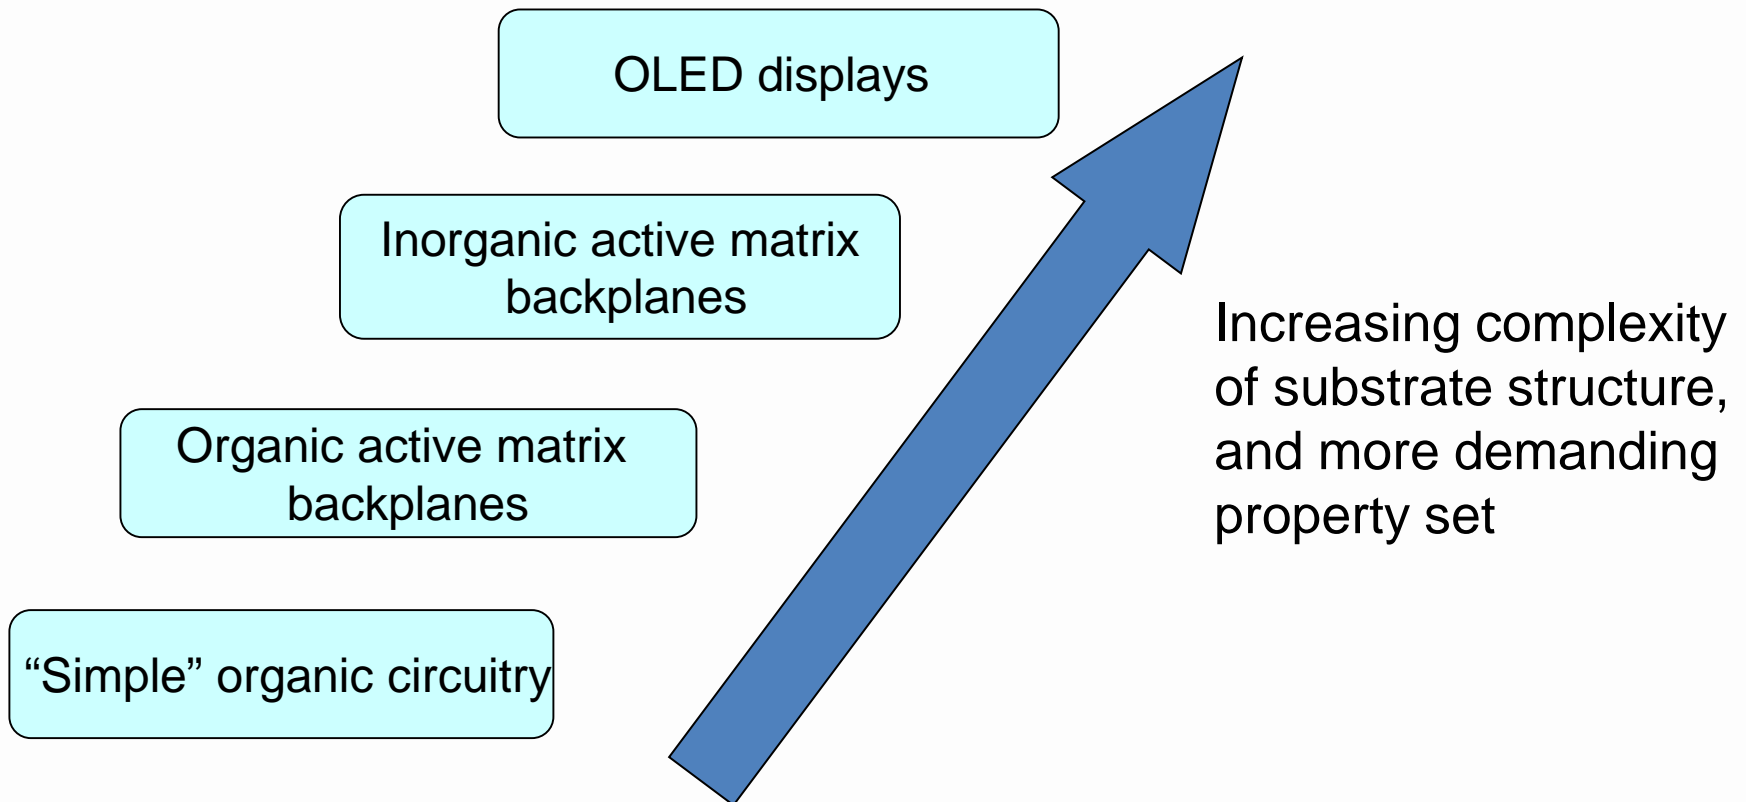 OLED displays
Inorganic active matrix
backplanes
Organic active matrix
backplanes
“Simple” organic circuitry
Increasing complexity
of substrate structure,
and more demanding
property set